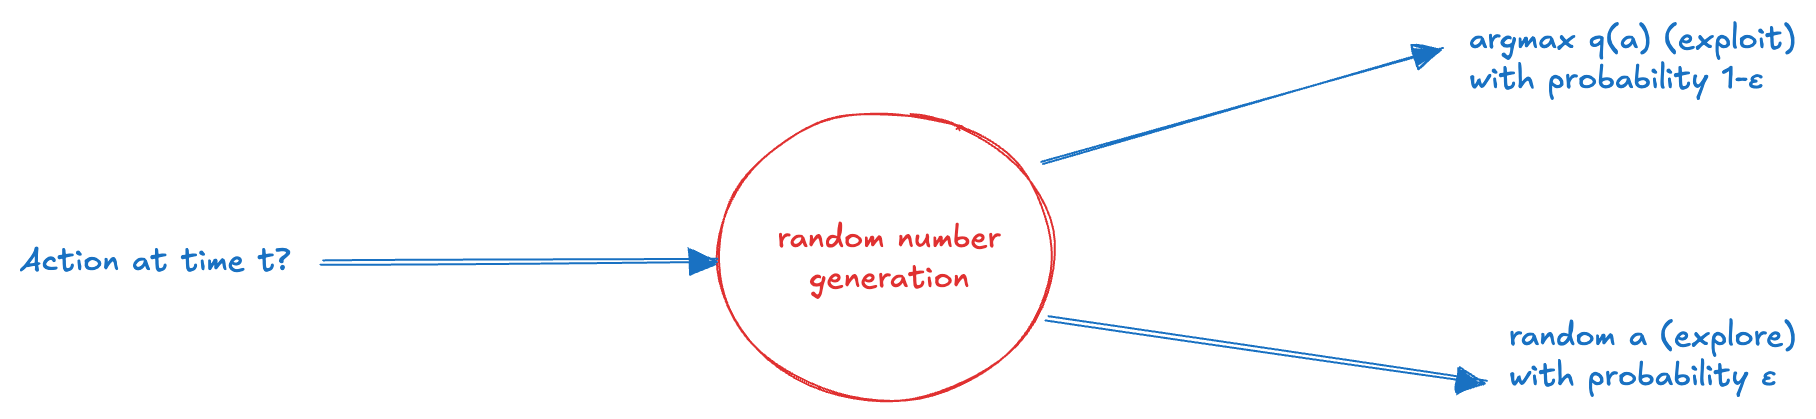 Action at time t?
random number
generation
argmax q(a) (exploit)
with probability 1-ε
random a (explore)
with probability ε